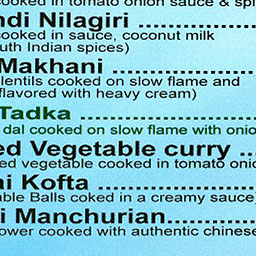 cooked in tomato onion sauce & spi
ndi Nilagiri
cooked in sauce, coconut milk
uth Indian spices)
Makhani
lentils cooked on slow flame and
flavored with heavy cream)
Tadka
dal cooked on slow flame with onio
ed Vegetable curry
ed vegetable cooked in tomato onio
ai Kofta
able Balls coked in a creamy sauce
i Manchurian
ower cooked with authentic chinese